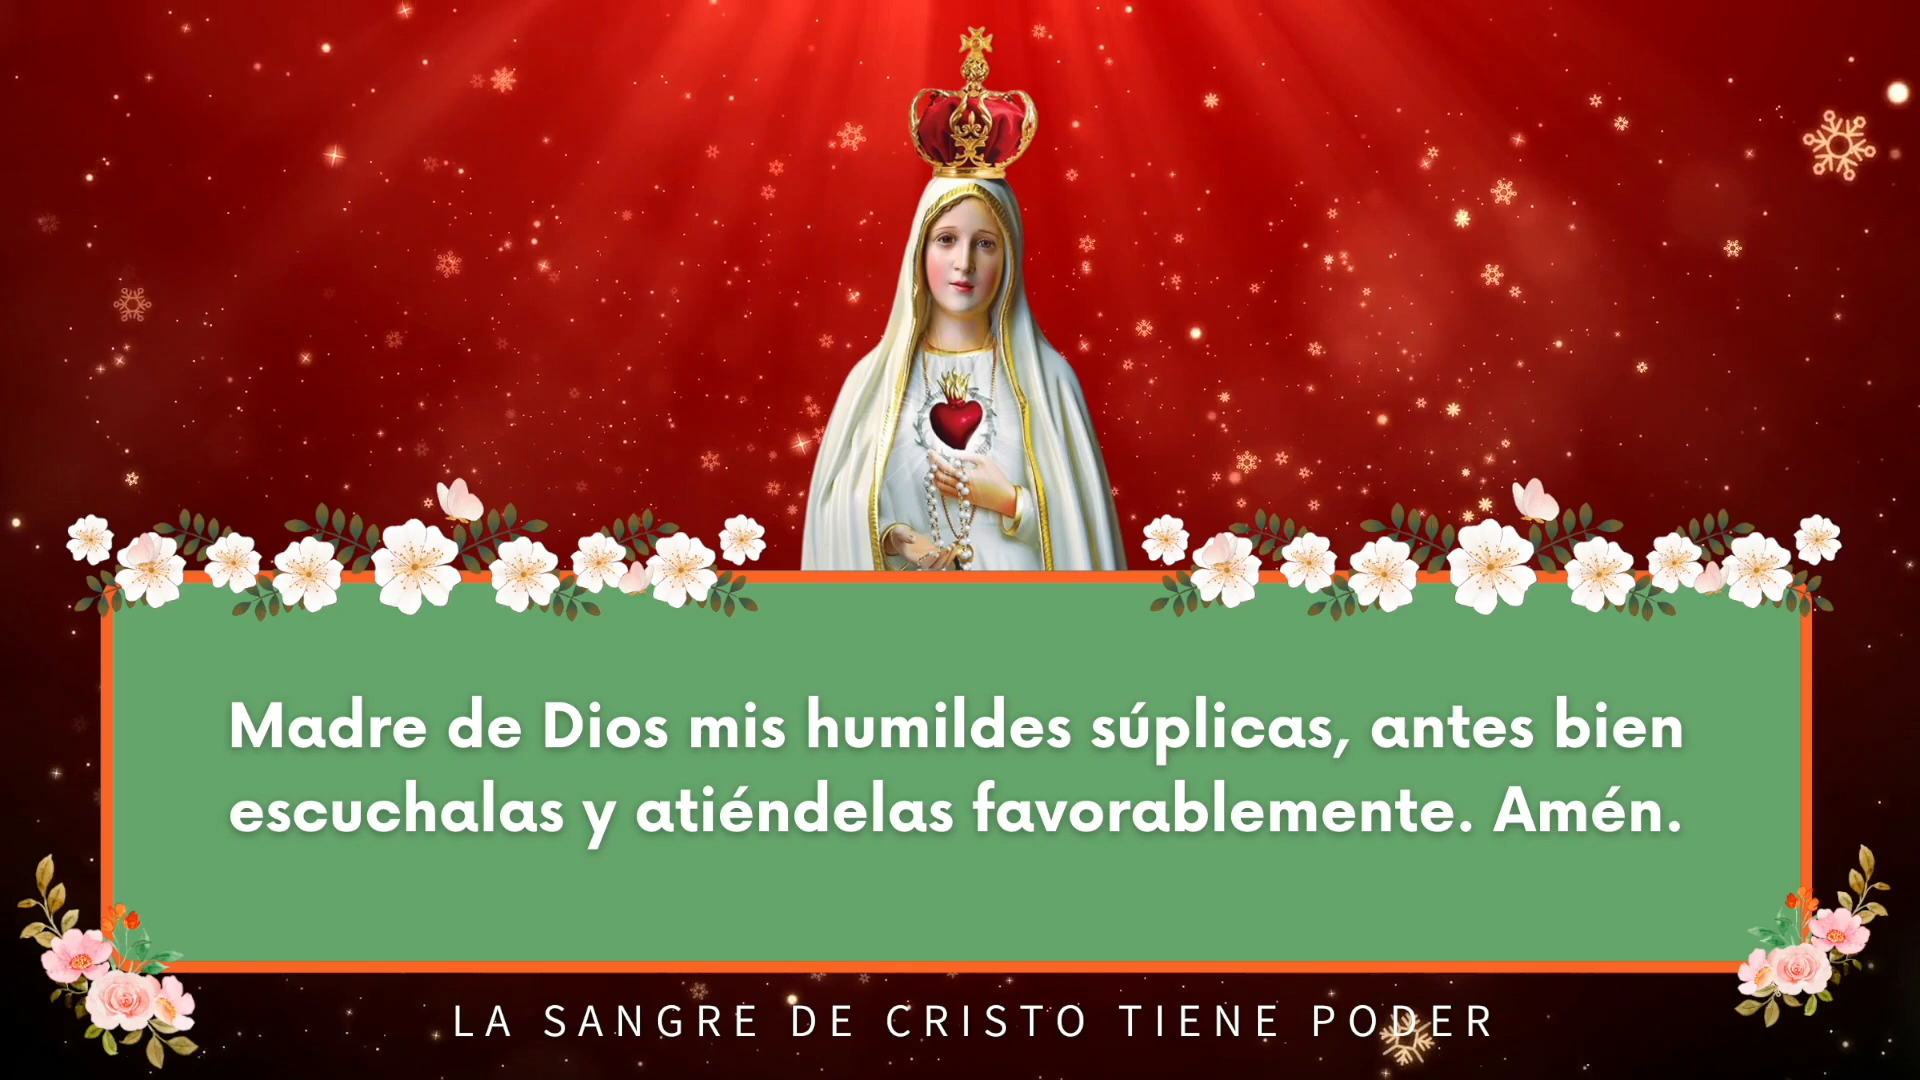 Madre de Dios mis humildes súplicas, antes bien
escuchalas y atiéndelas favorablemente. Amén.
LA SANGRE DE CRISTO TIENE PODER